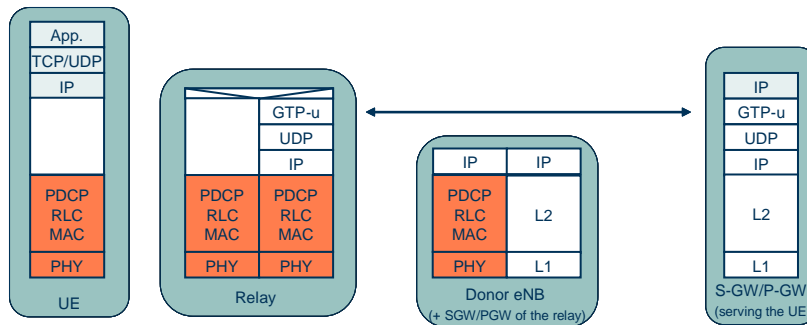 App.
TCP/UDP
IP
PDCP
RLC
MAC
PHY
UE
GTP-u
UDP
IP
PDCP PDCP
RLC RLC
MAC MAC
PHY PHY
Relay
IP IP
PDCP
RLC
MAC
L2
PHY L1
Donor eNB
(+ SGW/PGW of the relay)
IP
GTP-u
UDP
IP
L2
L1
S-GW/P-GW
(serving the UE